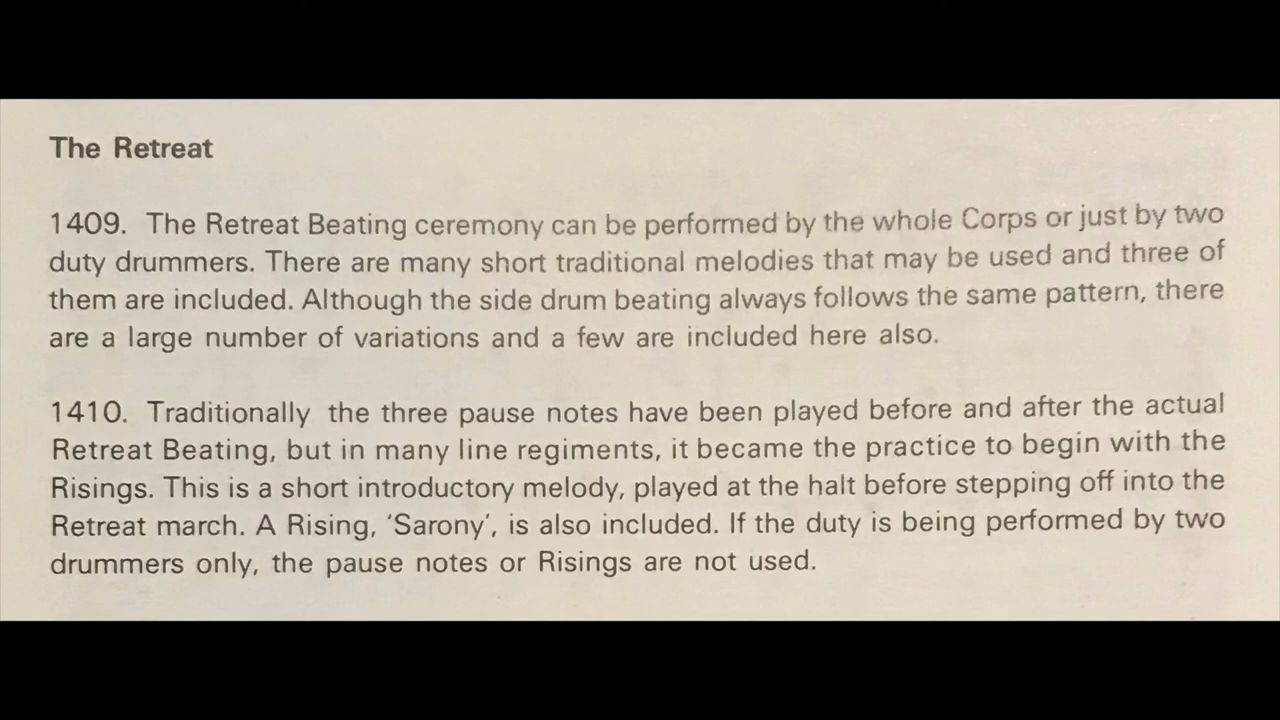 The Retreat
1409. The Retreat Beating ceremony can be performed by the whole Corps or just by two
duty drummers. There are many short traditional melodies that may be used and three of
them are included. Although the side drum beating always follows the same pattern, there
are a large number of variations and a few are included here also.
1410. Traditionally the three pause notes have been played before and after the actual
Retreat Beating, but in many line regiments, it became the practice to begin with the
Risings. This is a short introductory melody, played at the halt before stepping off into the
Retreat march. A Rising, 'Sarony', is also included. If the duty is being performed by two
drummers only, the pause notes or Risings are not used.